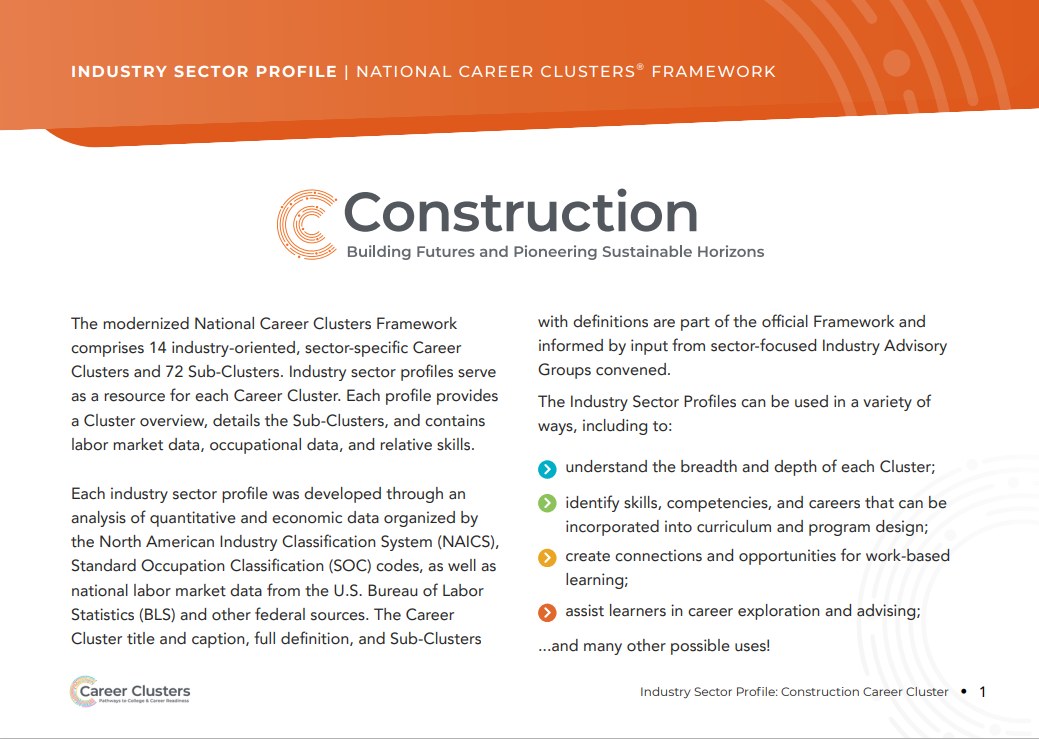 INDUSTRY SECTOR PROFILE | NATIONAL CAREER CLUSTERS® FRAMEWORK
Construction
Building Futures and Pioneering Sustainable Horizons
The modernized National Career Clusters Framework
comprises 14 industry-oriented, sector-specific Career
Clusters and 72 Sub-Clusters. Industry sector profiles serve
as a resource for each Career Cluster. Each profile provides
a Cluster overview, details the Sub-Clusters, and contains
labor market data, occupational data, and relative skills.
Each industry sector profile was developed through an
analysis of quantitative and economic data organized by
the North American Industry Classification System (NAICS),
Standard Occupation Classification (SOC) codes, as well as
national labor market data from the U.S. Bureau of Labor
Statistics (BLS) and other federal sources. The Career
Cluster title and caption, full definition, and Sub-Clusters
with definitions are part of the official Framework and
informed by input from sector-focused Industry Advisory
Groups convened.
The Industry Sector Profiles can be used in a variety of
ways, including to:
understand the breadth and depth of each Cluster;
identify skills, competencies, and careers that can be
incorporated into curriculum and program design;
create connections and opportunities for work-based
learning;
assist learners in career exploration and advising;
...and many other possible uses!
Career Clusters
Pathways to College & Career Readiness
Industry Sector Profile: Construction Career Cluster • 1